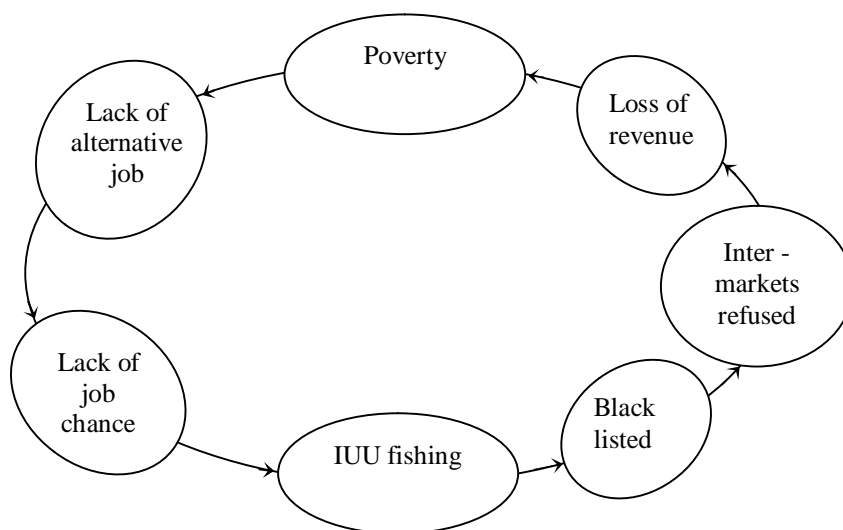 Poverty
Lack of
alternative
job
Lack of
job
chance
IUU fishing
Black
listed
Inter -
markets
refused
Loss of
revenue